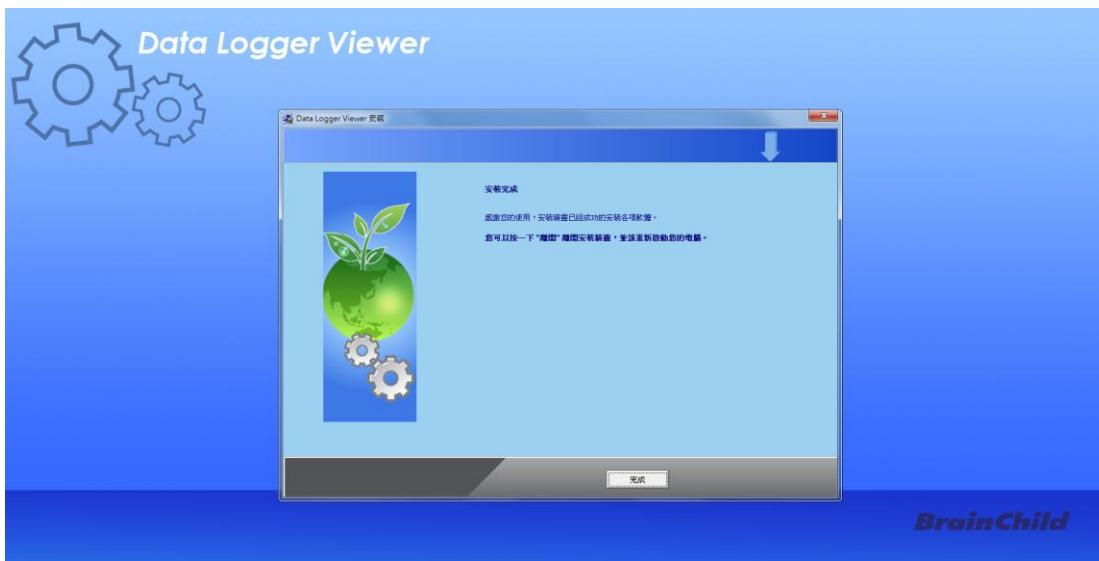 Data Logger Viewer
Data Logger Viewer 安裝
安裝完成
感謝您的使用，安裝精靈已經成功的安裝各項軟體。
您可以按一下"離開"離開安裝精靈，並請重新啟動您的電腦。
完成
BrainChild